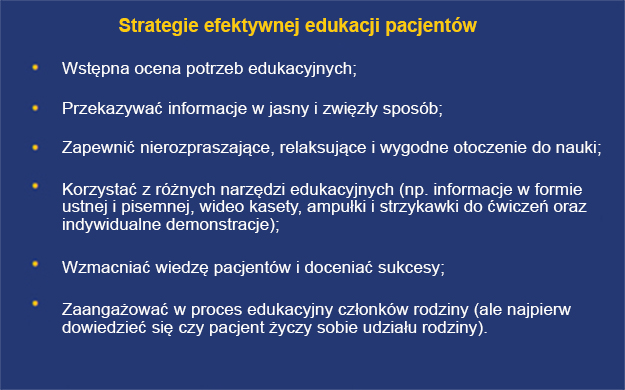 Strategie efektywnej edukacji pacjentów
Wstępna ocena potrzeb edukacyjnych;
Przekazywać informacje w jasny i zwięzły sposób;
Zapewnić nierozpraszające, relaksujące i wygodne otoczenie do nauki;
Korzystać z różnych narzędzi edukacyjnych (np. informacje w formie
ustnej i pisemnej, wideo kasety, ampułki i strzykawki do ćwiczeń oraz
indywidualne demonstracje);
Wzmacniać wiedzę pacjentów i doceniać sukcesy;
Zaangażować w proces edukacyjny członków rodziny (ale najpierw
dowiedzieć się czy pacjent życzy sobie udziału rodziny).